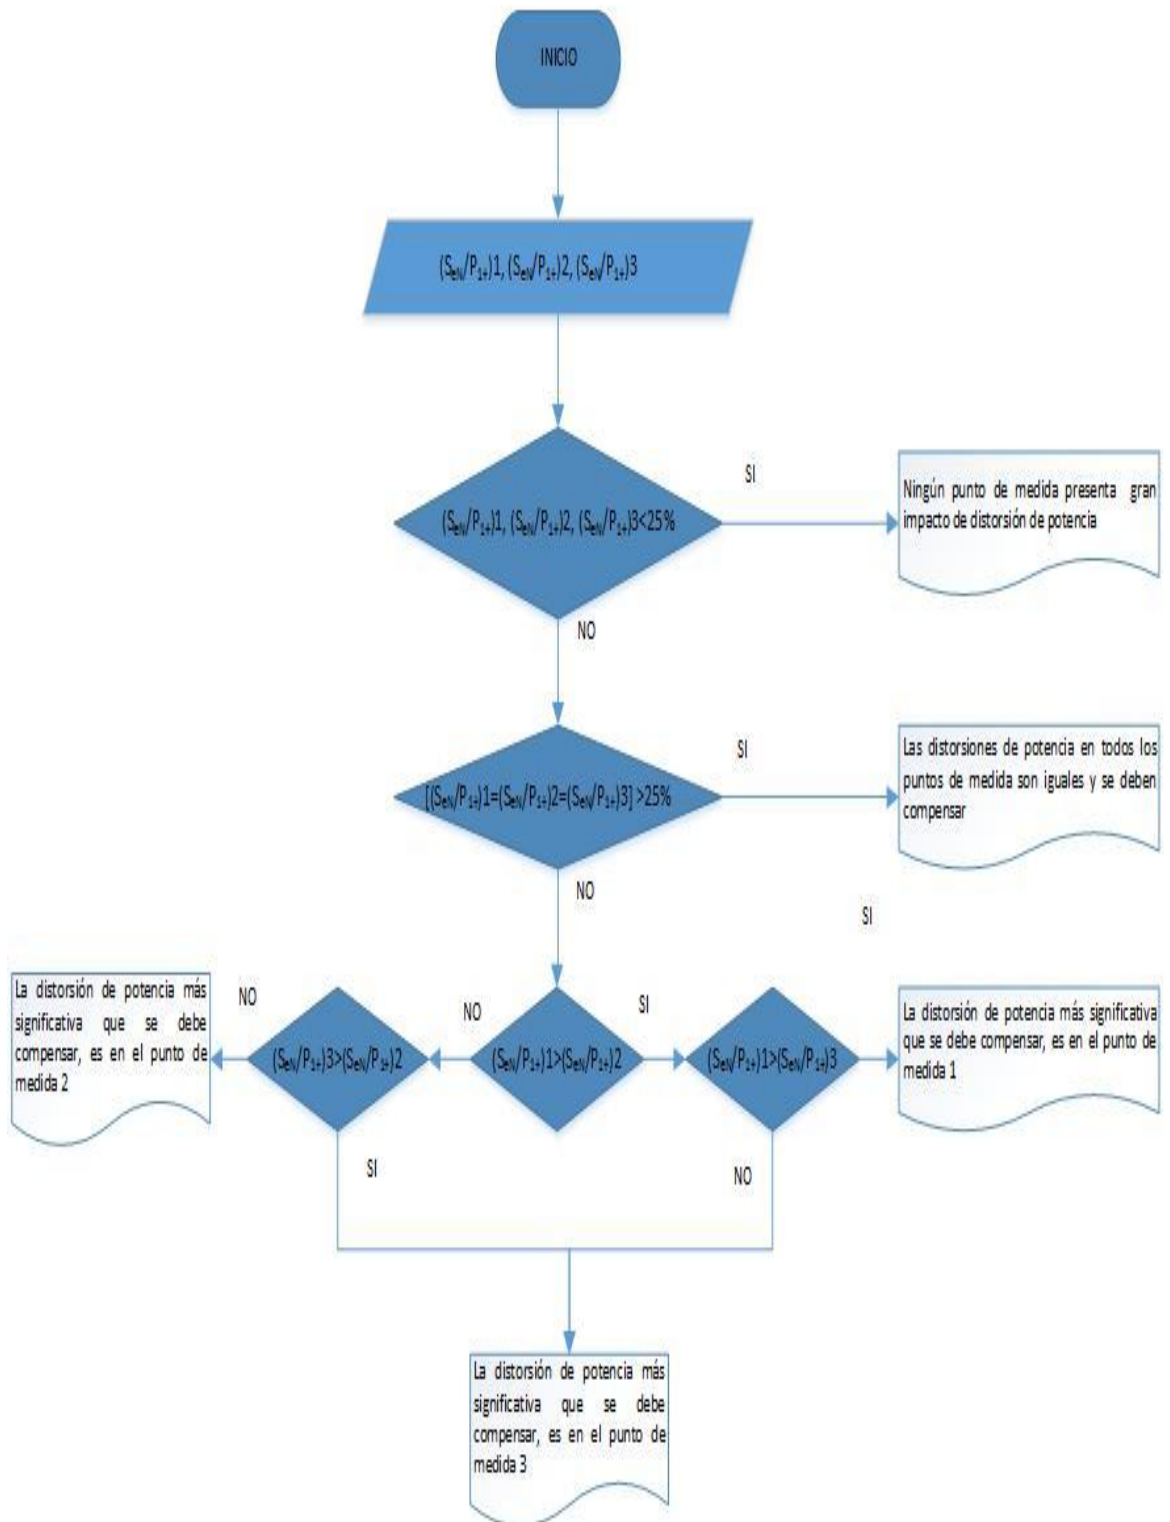 INICIO
(SeN/P1+)1, (SeN/P1+)2, (SeN/P1+)3
(SeN/P1+)1, (SeN/P1+)2, (SeN/P1+)3<25%
SI
Ningún punto de medida presenta gran
impacto de distorsión de potencia
NO
[(SeN/P1+)1=(SeN/P1+)2=(SeN/P1+)3] >25%
SI
Las distorsiones de potencia en todos los
puntos de medida son iguales y se deben
compensar
NO
SI
La distorsión de potencia más
significativa que se debe
compensar, es en el punto de
medida 2
NO
(SeN/P1+)3>(SeN/P1+)2
NO
(SeN/P1+)1>(SeN/P1+)2
SI
(SeN/P1+)1>(SeN/P1+)3
La distorsión de potencia más significativa
que se debe compensar, es en el punto de
medida 1
SI
NO
La distorsión de potencia más
significativa que se debe
compensar, es en el punto de
medida 3